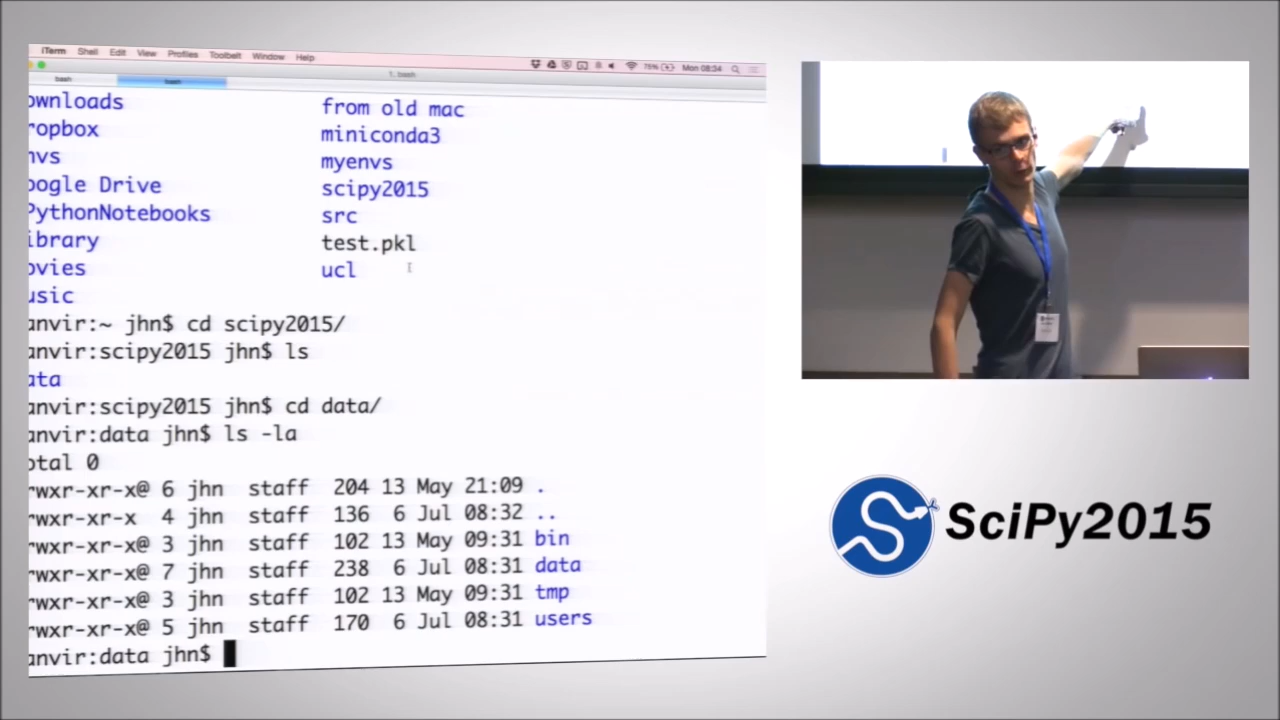 iTerm Shell Edit View Profiles Toolbelt Window Help 75% Mon 08:34
bash bash 1. bash
ownloads from old mac
ropbox miniconda3
nvs myenvs
oogle Drive scipy2015
PythonNotebooks src
ibrary test.pkl
ovies ucl
usic
anvir:~ jhn$ cd scipy2015/
anvir:scipy2015 jhn$ ls
ata
anvir:scipy2015 jhn$ cd data/
anvir:data jhn$ ls -la
otal 0
rwxr-xr-x@ 6 jhn staff 204 13 May 21:09 .
rwxr-xr-x 4 jhn staff 136 6 Jul 08:32 ..
rwxr-xr-x@ 3 jhn staff 102 13 May 09:31 bin
rwxr-xr-x@ 7 jhn staff 238 6 Jul 08:31 data
rwxr-xr-x@ 3 jhn staff 102 13 May 09:31 tmp
rwxr-xr-x@ 5 jhn staff 170 6 Jul 08:31 users
anvir:data jhn$
SciPy2015